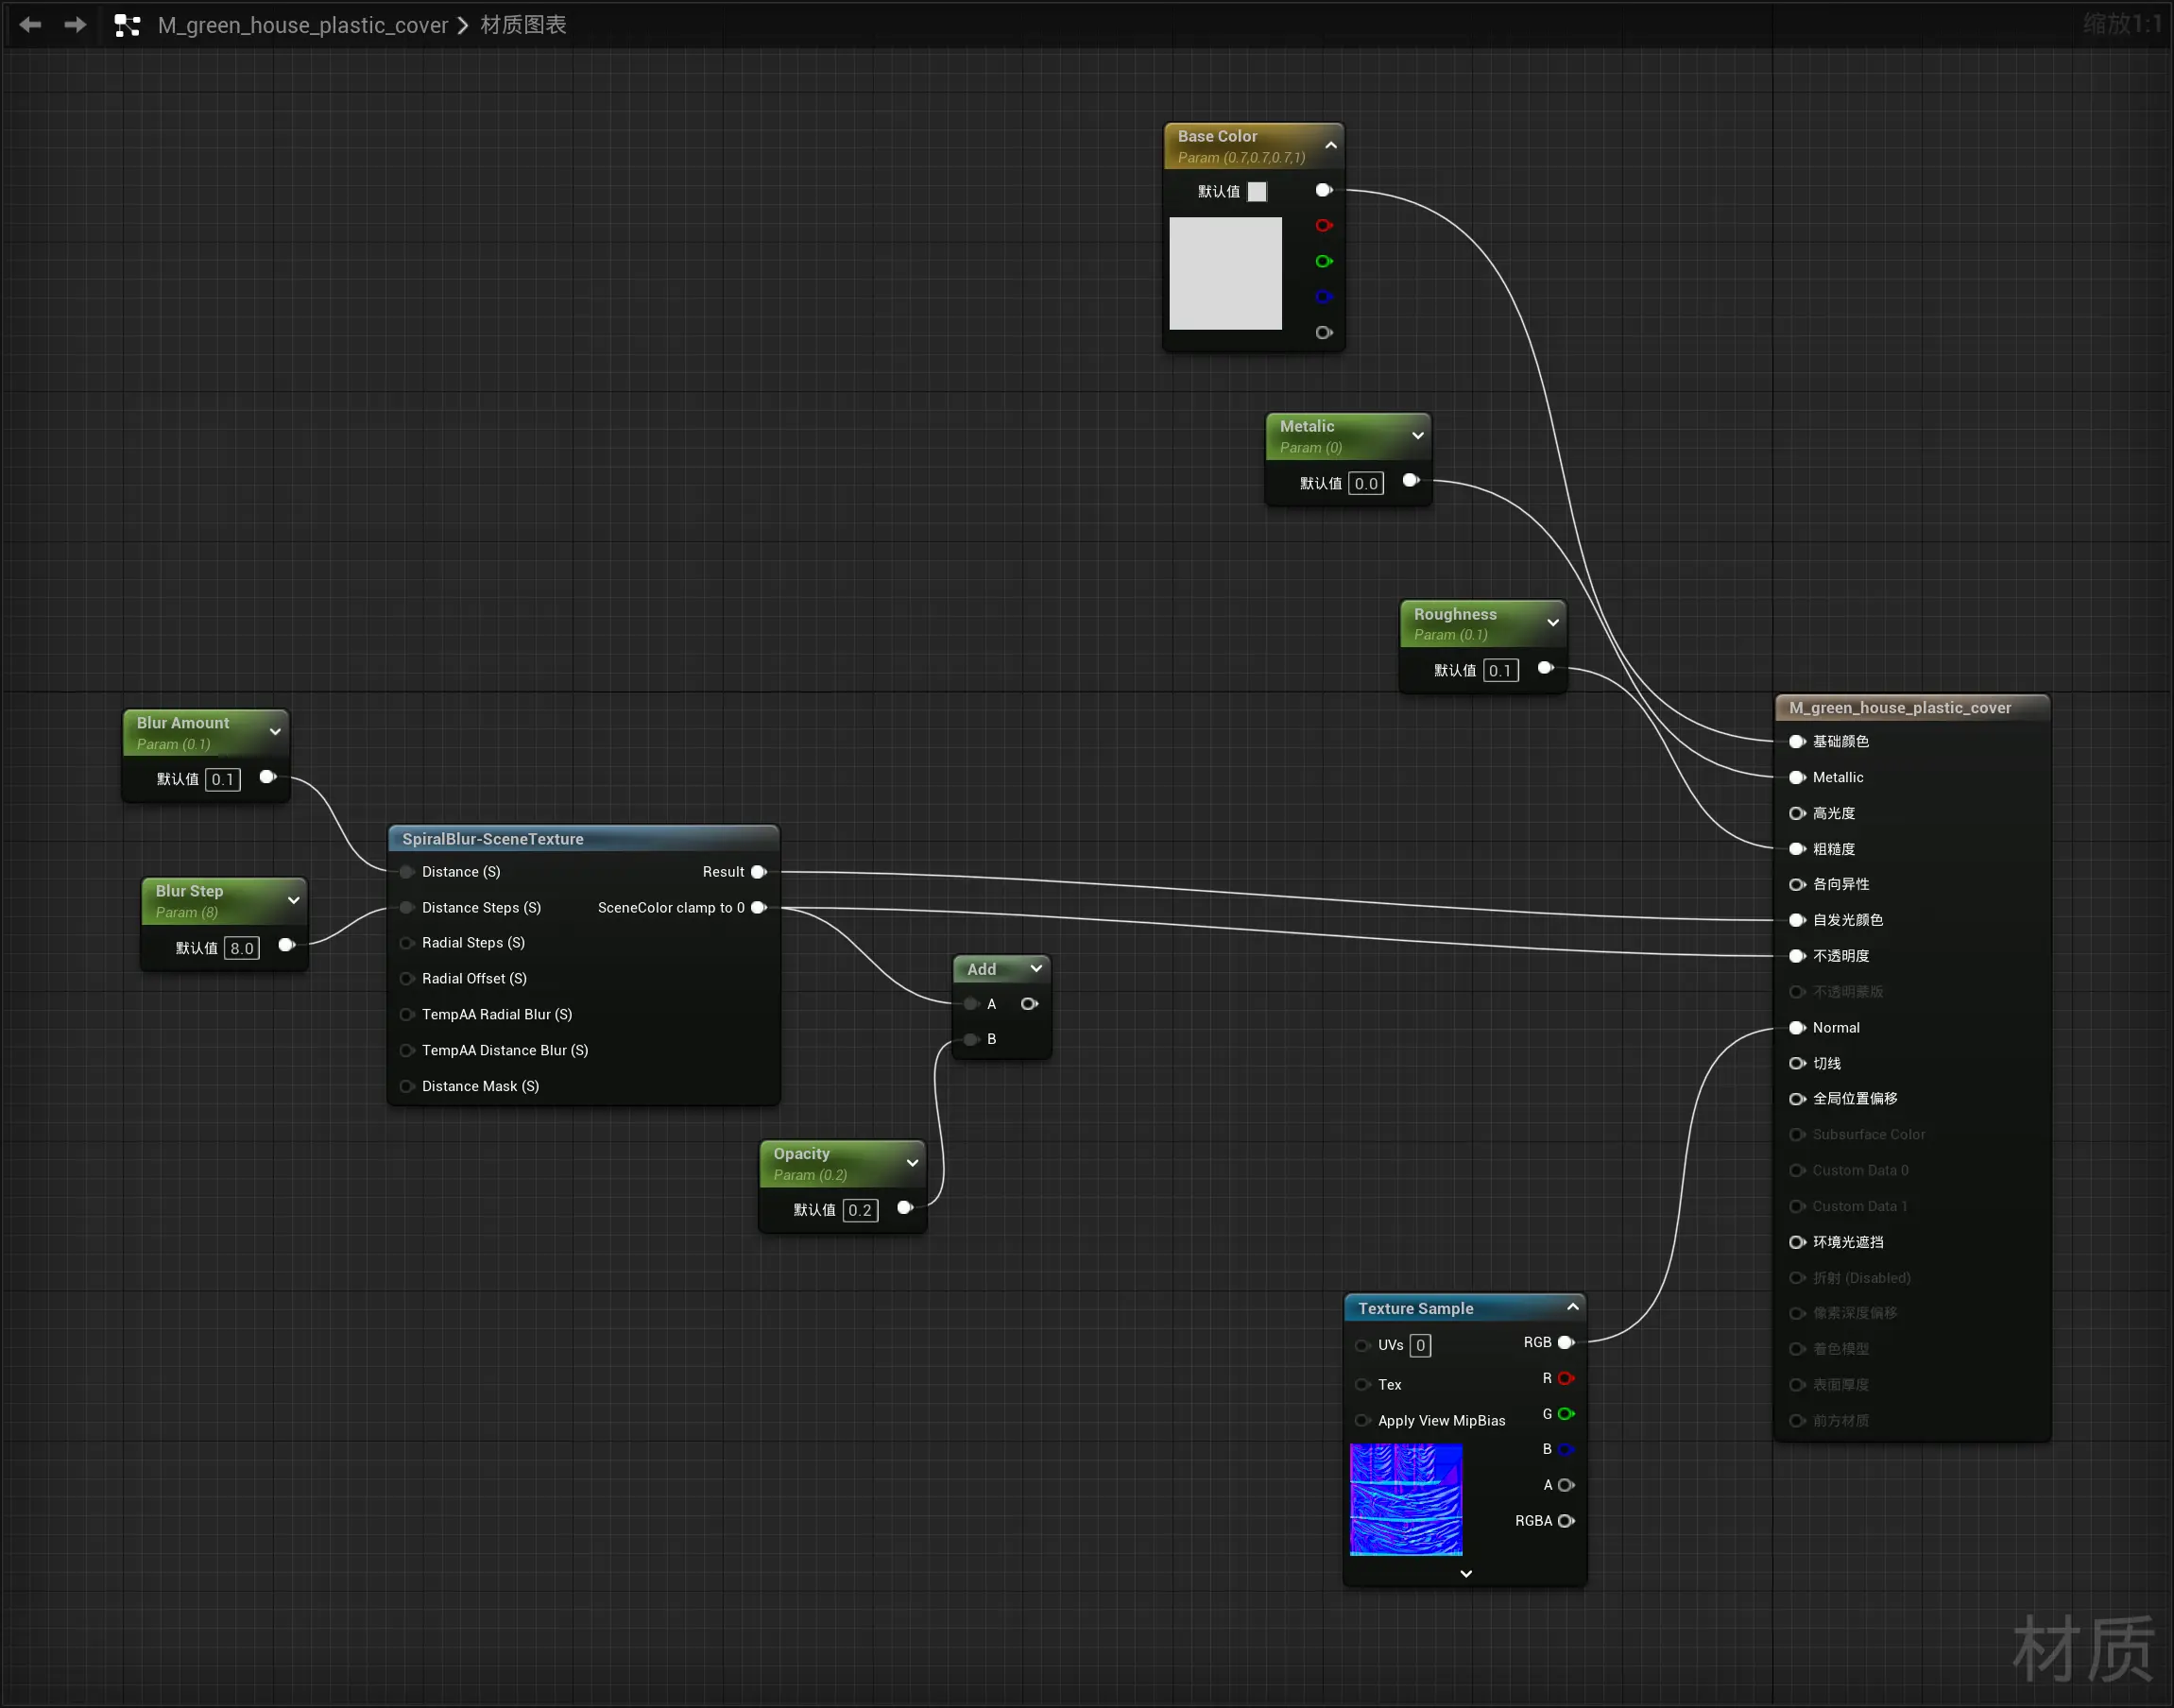 M_green_house_plastic_cover > 材质图表
缩放1:1
Base Color
Param (0.7,0.7,0.7,1)
默认值
Metalic
Param (0)
默认值 0.0
Roughness
Param (0.1)
默认值 0.1
Blur Amount
Param (0.1)
默认值 0.1
Blur Step
Param (8)
默认值 8.0
SpiralBlur-SceneTexture
Distance (S) Result
Distance Steps (S) SceneColor clamp to 0
Radial Steps (S)
Radial Offset (S)
TempAA Radial Blur (S)
TempAA Distance Blur (S)
Distance Mask (S)
Add
A
B
Opacity
Param (0.2)
默认值 0.2
Texture Sample
UVs 0 RGB
R
Tex
G
Apply View MipBias
B
A
RGBA
M_green_house_plastic_cover
基础颜色
Metallic
高光度
粗糙度
各向异性
自发光颜色
不透明度
不透明蒙版
Normal
切线
全局位置偏移
Subsurface Color
Custom Data 0
Custom Data 1
环境光遮挡
折射 (Disabled)
像素深度偏移
着色模型
表面厚度
前方材质
材质